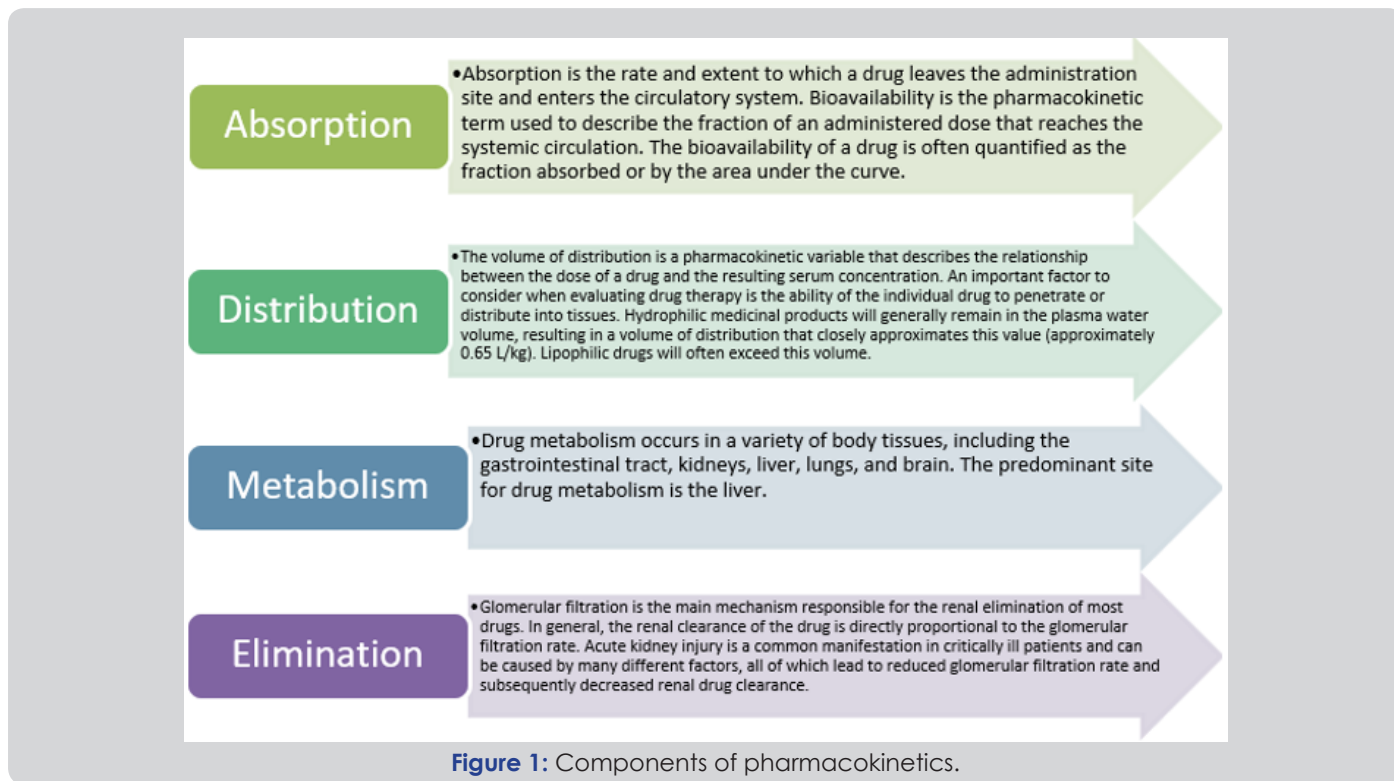 Absorption
•Absorption is the rate and extent to which a drug leaves the administration
site and enters the circulatory system. Bioavailability is the pharmacokinetic
term used to describe the fraction of an administered dose that reaches the
systemic circulation. The bioavailability of a drug is often quantified as the
fraction absorbed or by the area under the curve.
Distribution
•The volume of distribution is a pharmacokinetic variable that describes the relationship
between the dose of a drug and the resulting serum concentration. An important factor to
consider when evaluating drug therapy is the ability of the individual drug to penetrate or
distribute into tissues. Hydrophilic medicinal products will generally remain in the plasma water
volume, resulting in a volume of distribution that closely approximates this value (approximately
0.65 L/kg). Lipophilic drugs will often exceed this volume.
Metabolism
•Drug metabolism occurs in a variety of body tissues, including the
gastrointestinal tract, kidneys, liver, lungs, and brain. The predominant site
for drug metabolism is the liver.
Elimination
•Glomerular filtration is the main mechanism responsible for the renal elimination of most
drugs. In general, the renal clearance of the drug is directly proportional to the glomerular
filtration rate. Acute kidney injury is a common manifestation in critically ill patients and can
be caused by many different factors, all of which lead to reduced glomerular filtration rate and
subsequently decreased renal drug clearance.
Figure 1: Components of pharmacokinetics.